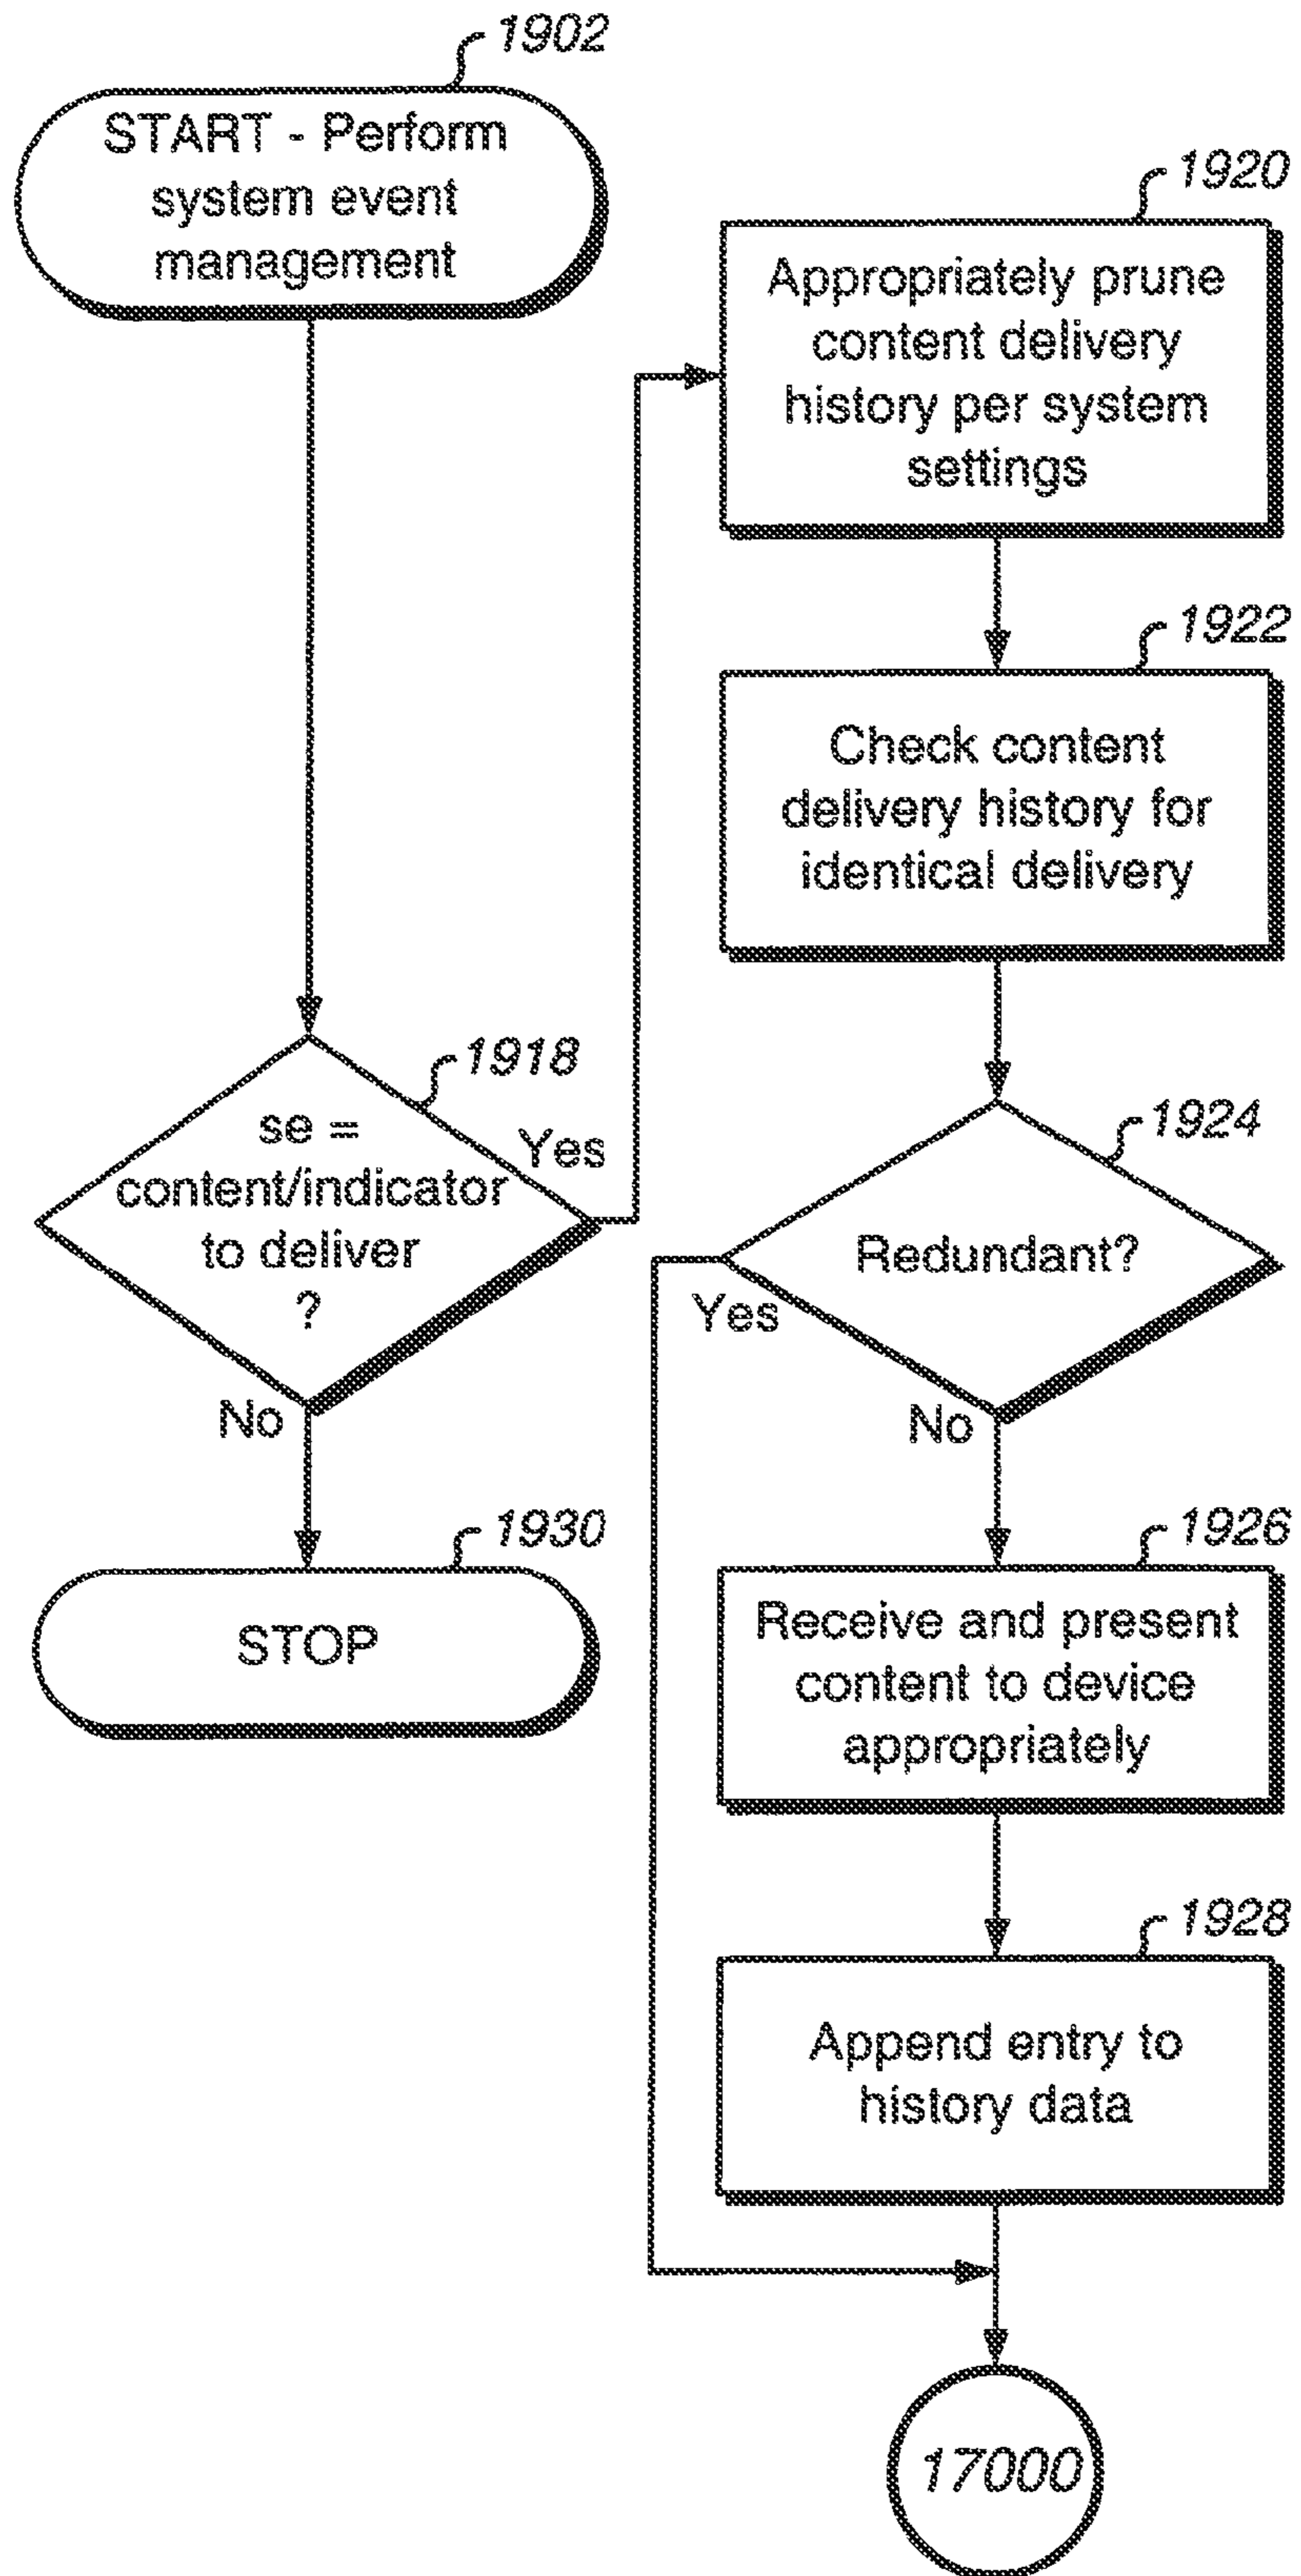 1902
START - Perform
system event
management
1918
se =
content/indicator
to deliver
?
Yes
No
1930
STOP
1920
Appropriately prune
content delivery
history per system
settings
1922
Check content
delivery history for
identical delivery
1924
Redundant?
Yes
No
1926
Receive and present
content to device
appropriately
1928
Append entry to
history data
17000